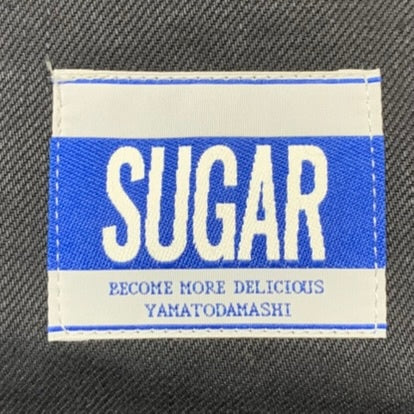 SUGAR
BECOME MORE DELICIOUS
YAMATODAMASHI